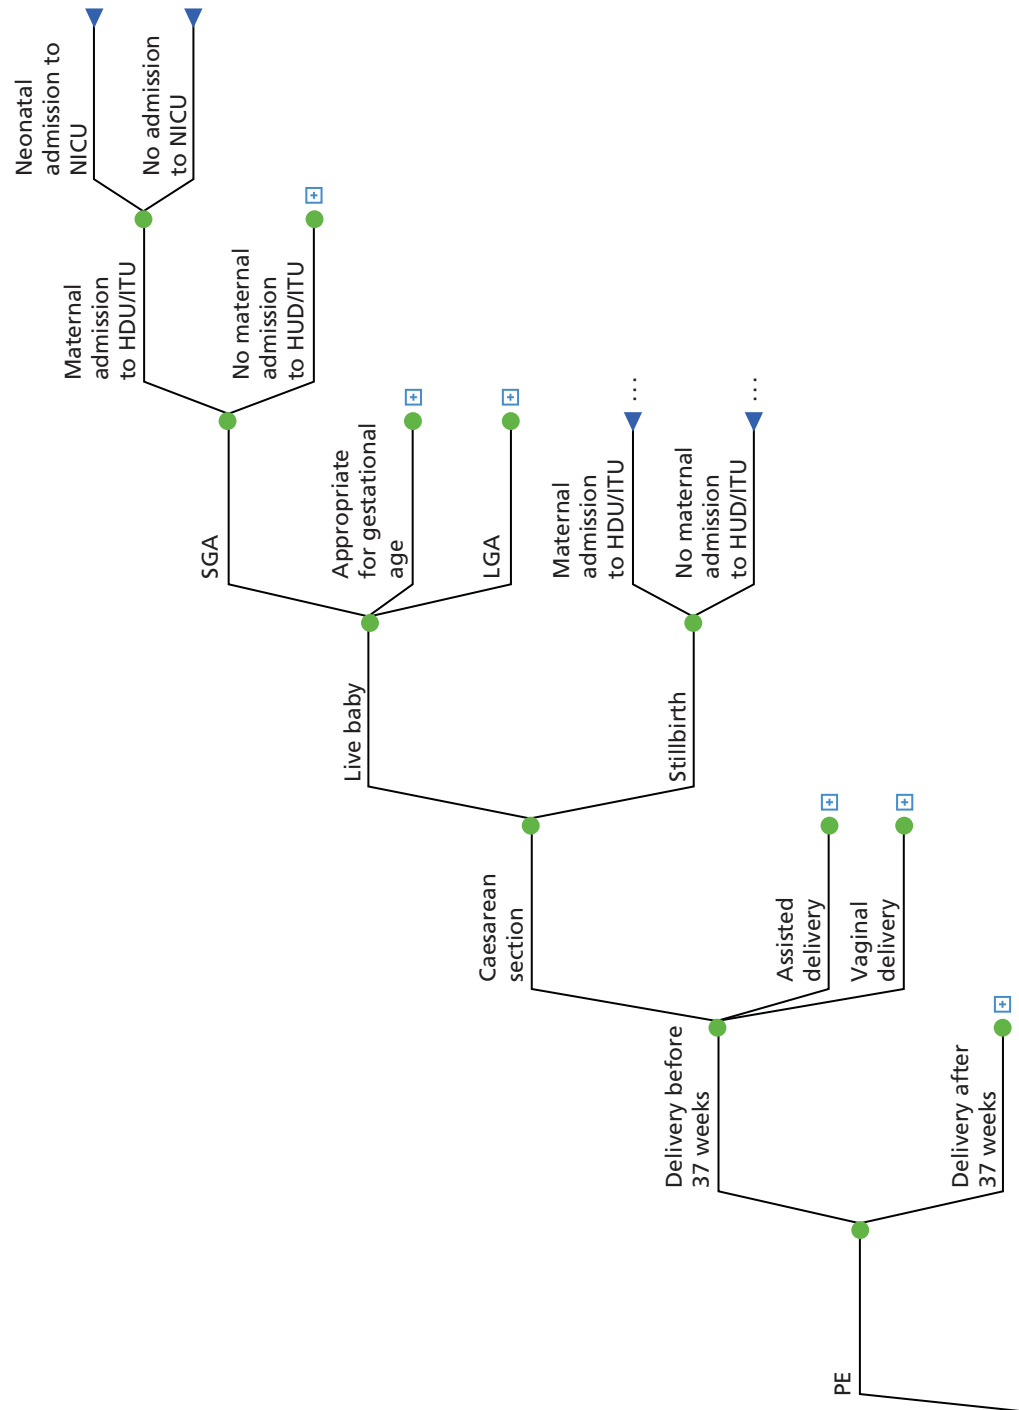 PE
Delivery before
37 weeks
Delivery after
37 weeks
Caesarean
section
Assisted
delivery
Vaginal
delivery
Live baby
Stillbirth
SGA
Appropriate
for gestational
age
LGA
Maternal
admission
to HDU/ITU
...
No maternal
admission
to HUD/ITU
...
Maternal
admission
to HDU/ITU
No maternal
admission
to HUD/ITU
Neonatal
admission to
NICU
No admission
to NICU